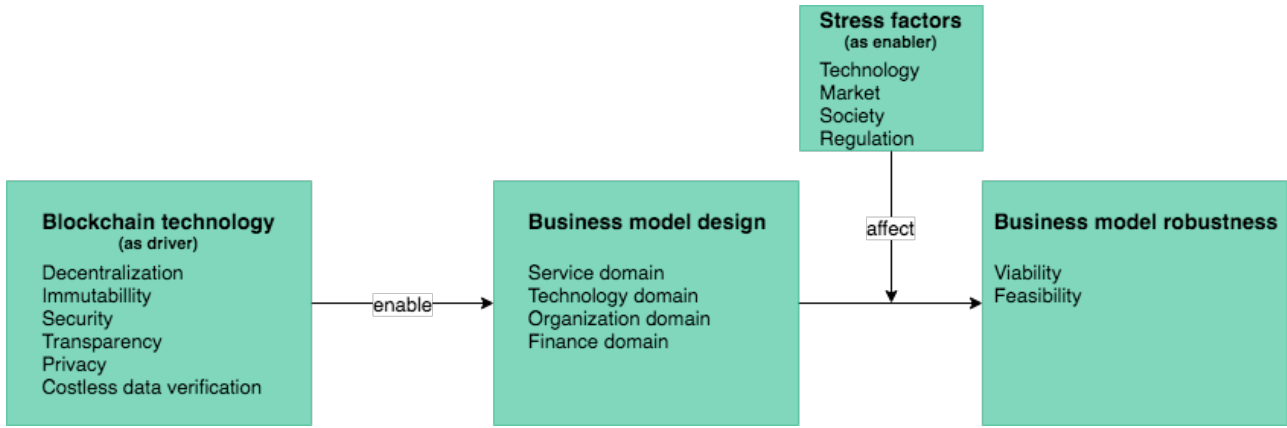 Stress factors
(as enabler)
Technology
Market
Society
Regulation
Blockchain technology
(as driver)
Decentralization
Immutabillity
Security
Transparency
Privacy
Costless data verification
enable
Business model design
Service domain
Technology domain
Organization domain
Finance domain
affect
Business model robustness
Viability
Feasibility